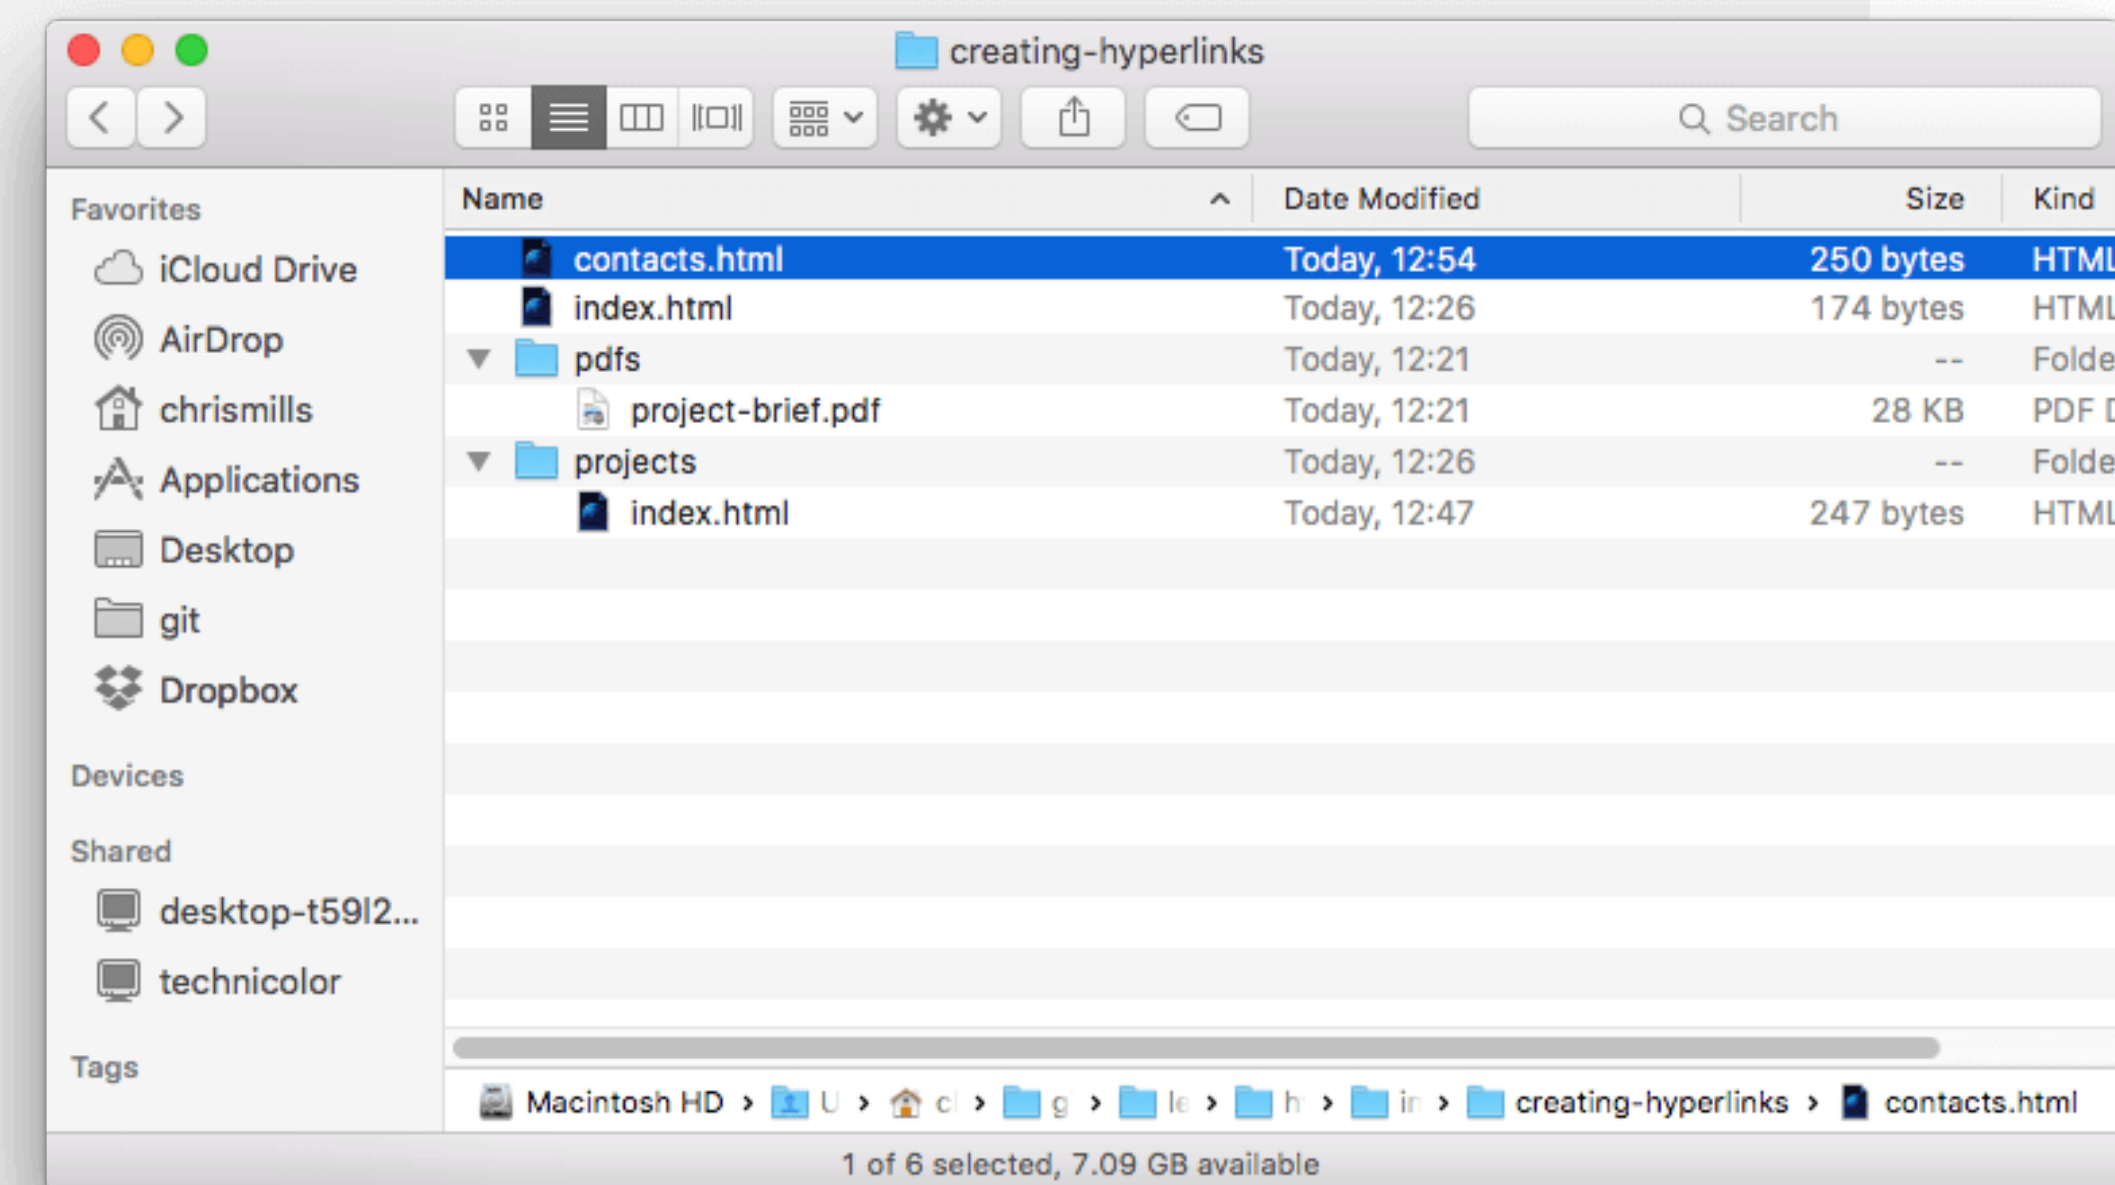 creating-hyperlinks
Search
Favorites
iCloud Drive
AirDrop
chrismills
Applications
Desktop
git
Dropbox
Devices
Shared
desktop-t59l2...
technicolor
Tags
Name Date Modified Size Kind
contacts.html Today, 12:54 250 bytes HTML
index.html Today, 12:26 174 bytes HTML
pdfs Today, 12:21 -- Folde
project-brief.pdf Today, 12:21 28 KB PDF D
projects Today, 12:26 -- Folde
index.html Today, 12:47 247 bytes HTML
Macintosh HD › U › c › g › le › h › in › creating-hyperlinks › contacts.html
1 of 6 selected, 7.09 GB available